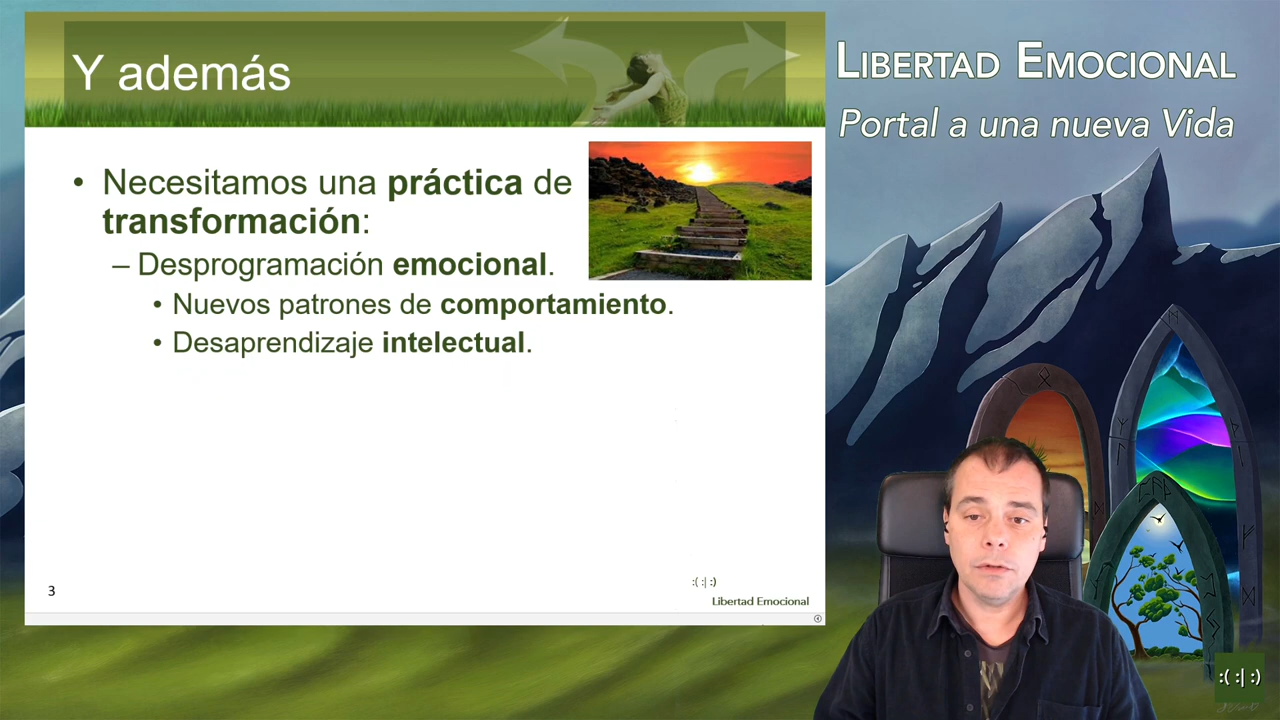 Y además
LIBERTAD EMOCIONAL
Portal a una nueva Vida
• Necesitamos una práctica de
transformación:
– Desprogramación emocional.
• Nuevos patrones de comportamiento.
• Desaprendizaje intelectual.
3
:( :| :)
Libertad Emocional
:( :| :)